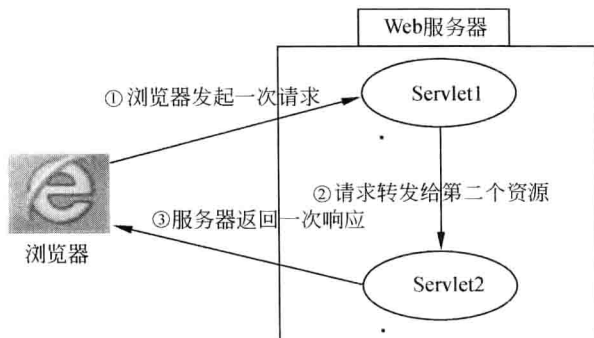 Web服务器
①浏览器发起一次请求
Servlet1
②请求转发给第二个资源
③服务器返回一次响应
浏览器
Servlet2